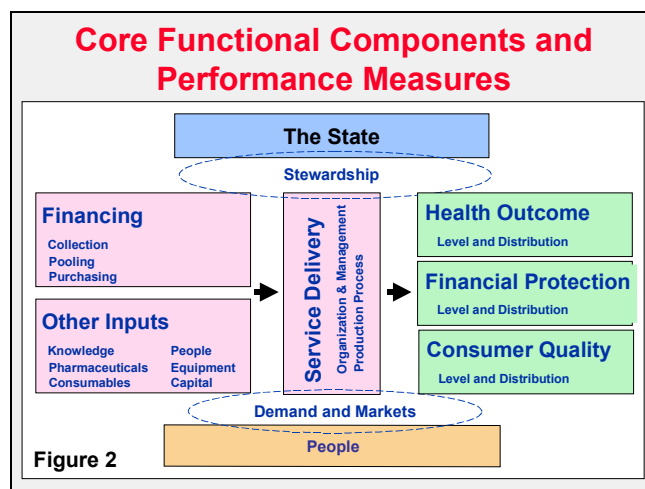 Core Functional Components and
Performance Measures
The State
Stewardship
Financing
Collection
Pooling
Purchasing
Other Inputs
Knowledge People
Pharmaceuticals Equipment
Consumables Capital
Service Delivery
Organization & Management
Production Process
Health Outcome
Level and Distribution
Financial Protection
Level and Distribution
Consumer Quality
Level and Distribution
Demand and Markets
People
Figure 2